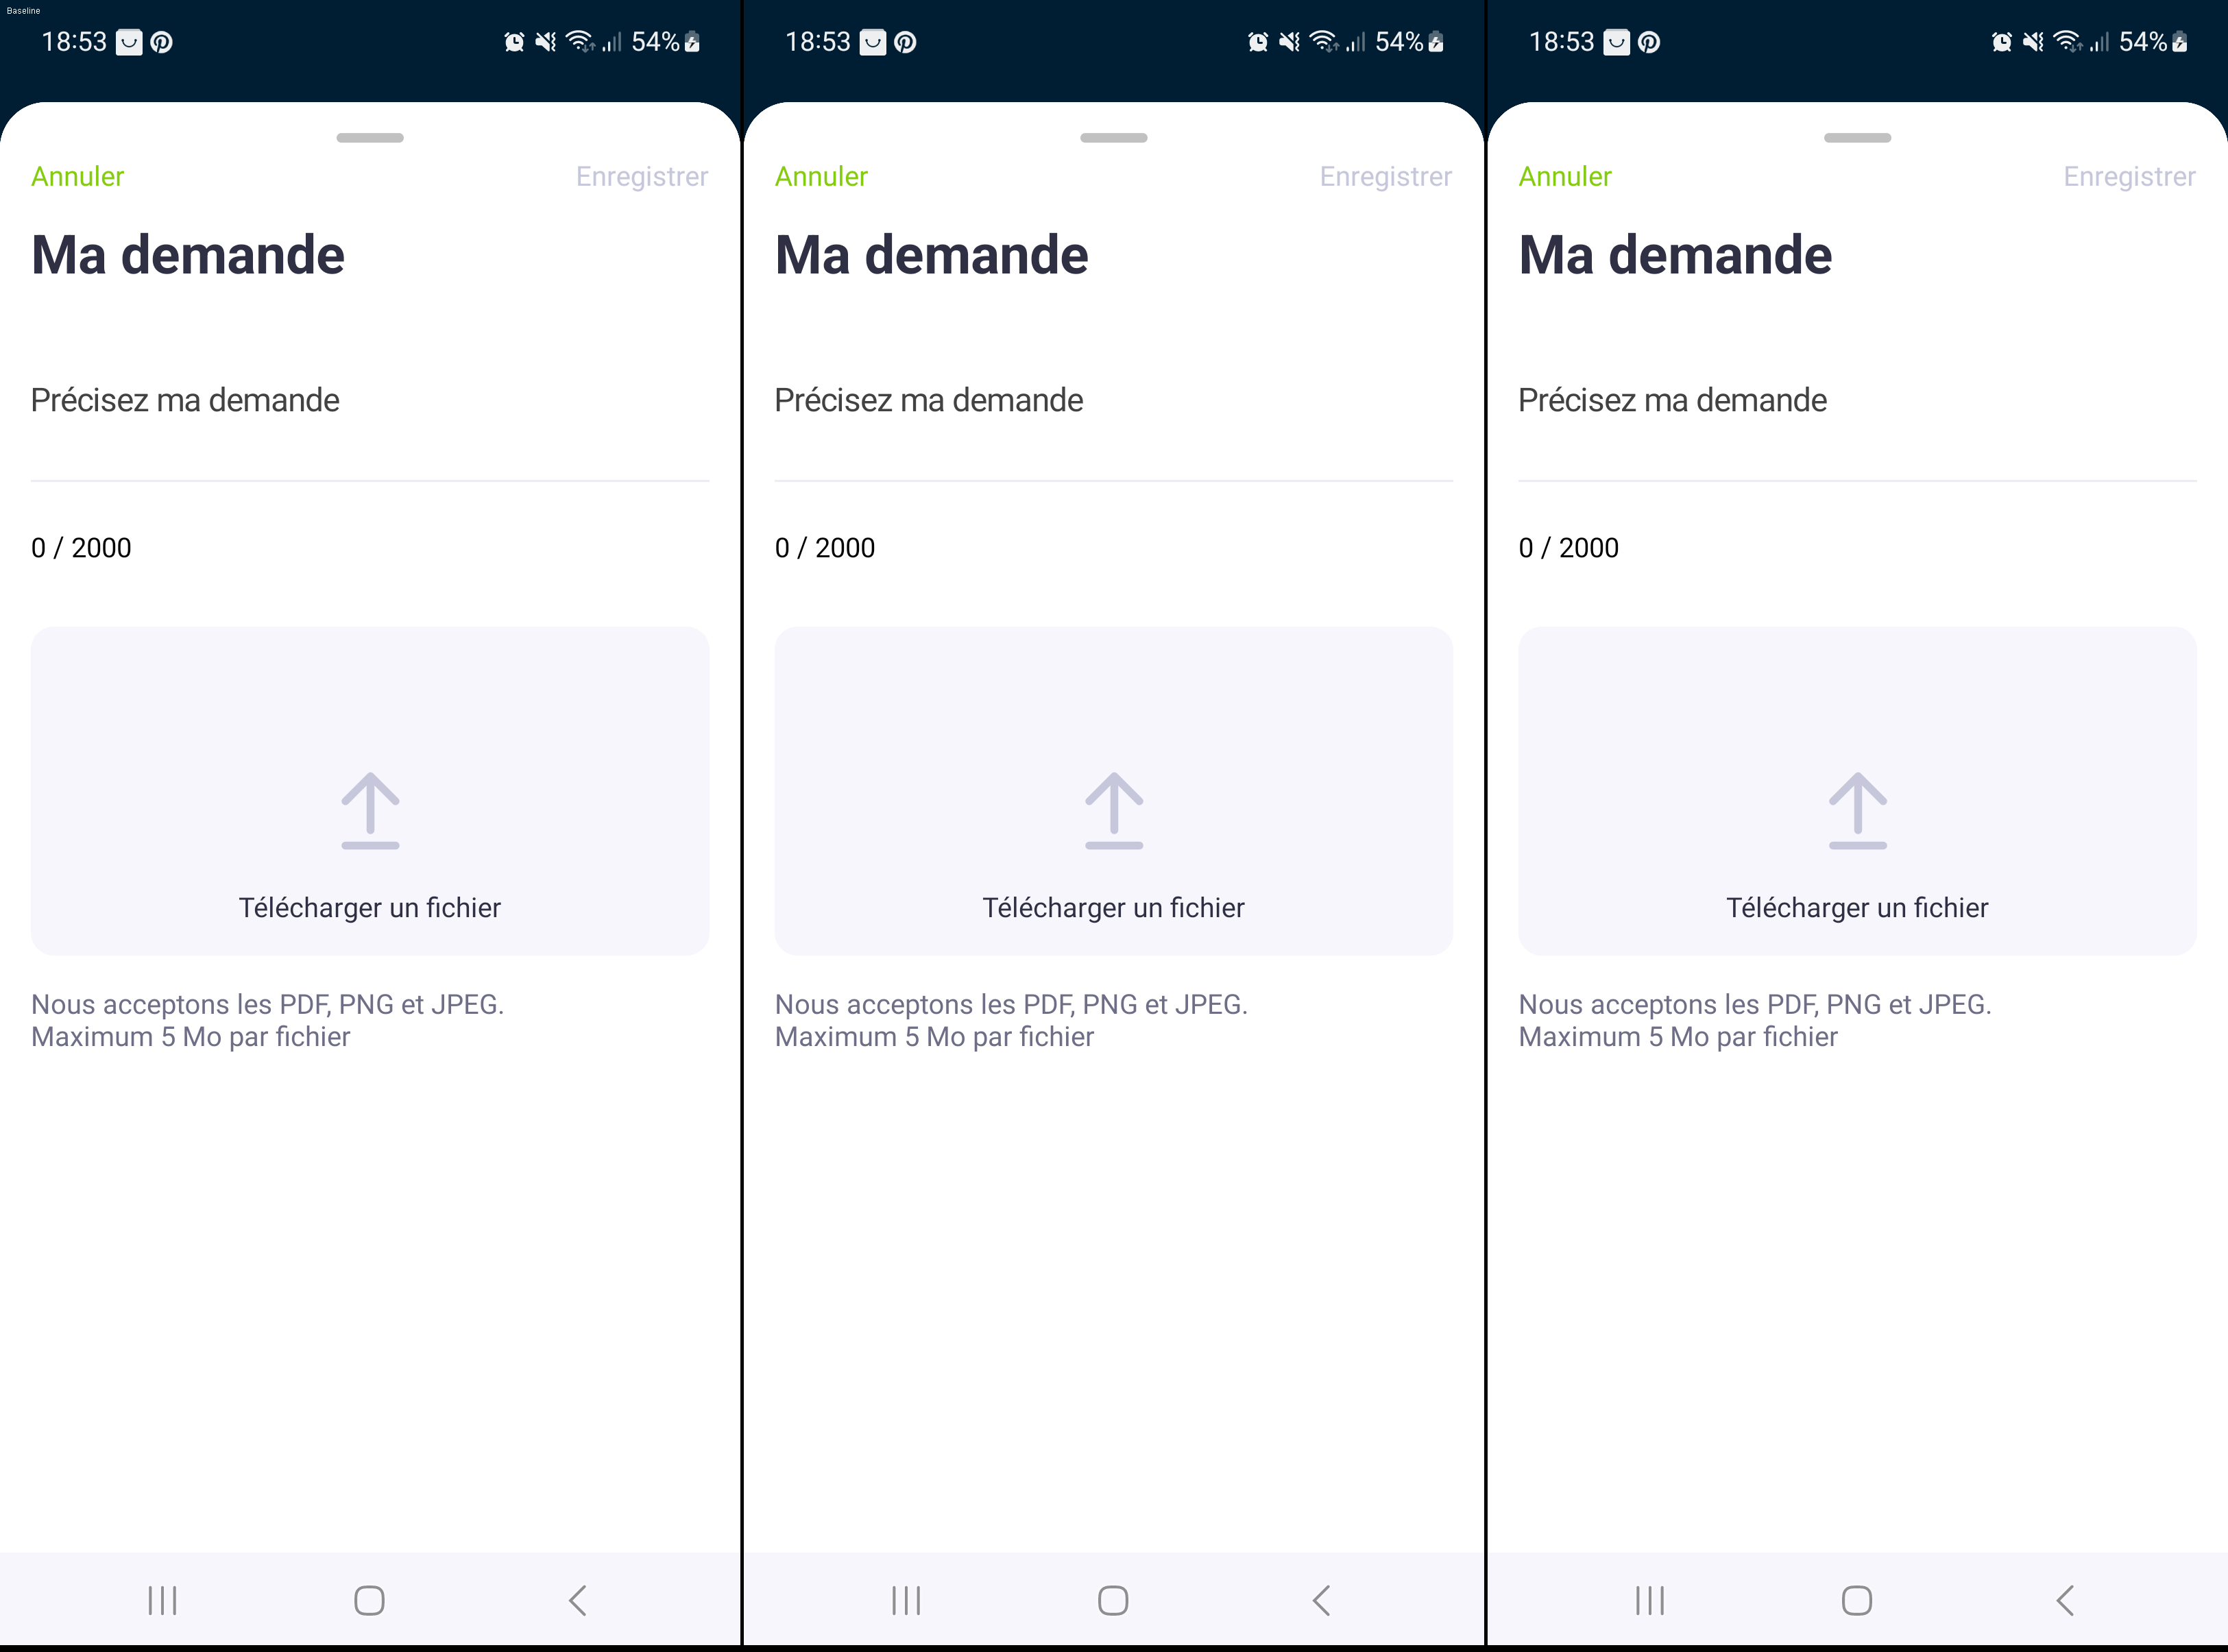 Baseline
18:53 54%
Annuler Enregistrer
Ma demande
Précisez ma demande
0 / 2000
Télécharger un fichier
Nous acceptons les PDF, PNG et JPEG.
Maximum 5 Mo par fichier
18:53 54%
Annuler Enregistrer
Ma demande
Précisez ma demande
0 / 2000
Télécharger un fichier
Nous acceptons les PDF, PNG et JPEG.
Maximum 5 Mo par fichier
18:53 54%
Annuler Enregistrer
Ma demande
Précisez ma demande
0 / 2000
Télécharger un fichier
Nous acceptons les PDF, PNG et JPEG.
Maximum 5 Mo par fichier